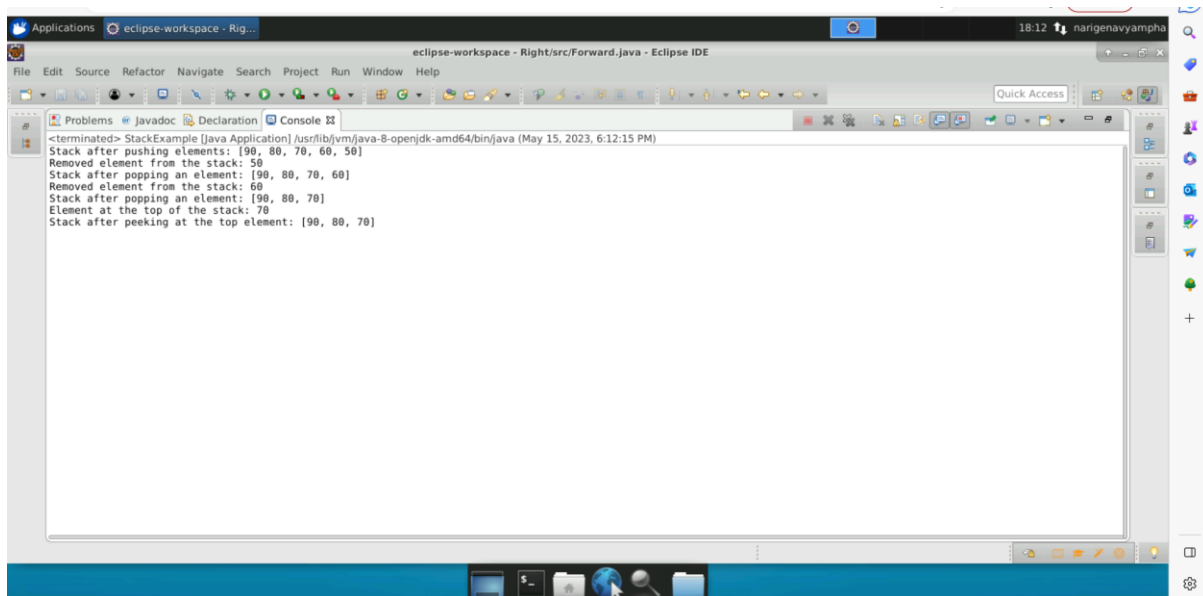 Applications eclipse-workspace - Rig... 18:12 narigenavyampha
eclipse-workspace - Right/src/Forward.java - Eclipse IDE
File Edit Source Refactor Navigate Search Project Run Window Help
Quick Access
Problems Javadoc Declaration Console
<terminated> StackExample [Java Application] /usr/lib/jvm/java-8-openjdk-amd64/bin/java (May 15, 2023, 6:12:15 PM)
Stack after pushing elements: [90, 80, 70, 60, 50]
Removed element from the stack: 50
Stack after popping an element: [90, 80, 70, 60]
Removed element from the stack: 60
Stack after popping an element: [90, 80, 70]
Element at the top of the stack: 70
Stack after peeking at the top element: [90, 80, 70]